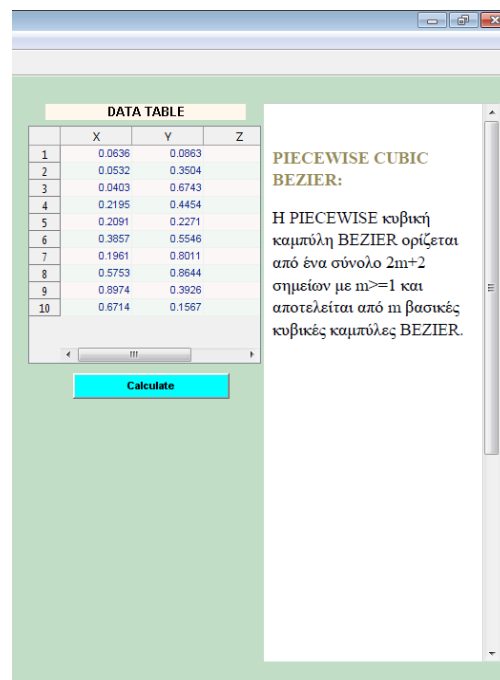 DATA TABLE
X Y Z
1 0.0636 0.0863
2 0.0532 0.3504
3 0.0403 0.6743
4 0.2195 0.4454
5 0.2091 0.2271
6 0.3857 0.5546
7 0.1961 0.8011
8 0.5753 0.8644
9 0.8974 0.3926
10 0.6714 0.1567
Calculate
PIECEWISE CUBIC
BEZIER:
Η PIECEWISE κυβική
καμπύλη BEZIER ορίζεται
από ένα σύνολο 2m+2
σημείων με m>=1 και
αποτελείται από m βασικές
κυβικές καμπύλες BEZIER.